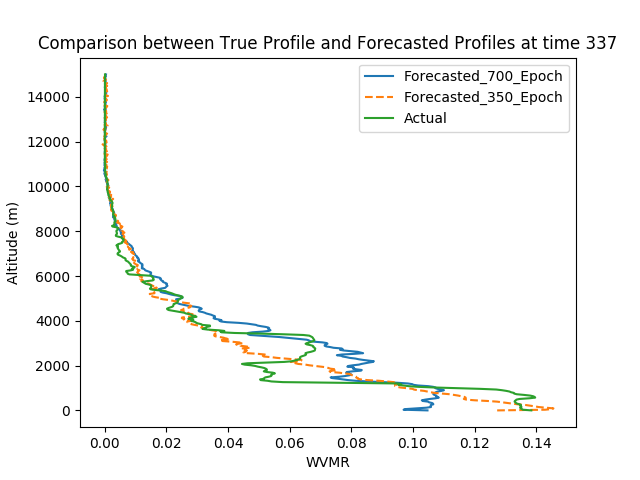 Comparison between True Profile and Forecasted Profiles at time 337
Forecasted_700_Epoch
Forecasted_350_Epoch
Actual
Altitude (m)
14000
12000
10000
8000
6000
4000
2000
0
0.00 0.02 0.04 0.06 0.08 0.10 0.12 0.14
WVMR